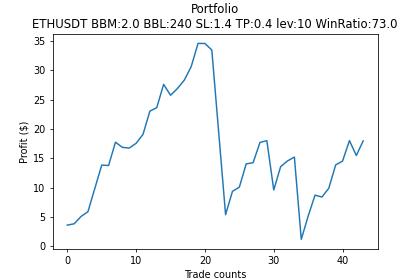 Portfolio
ETHUSDT BBM:2.0 BBL:240 SL:1.4 TP:0.4 lev:10 WinRatio:73.0
35
30
25
20
15
10
5
0
Profit ($)
0 10 20 30 40
Trade counts